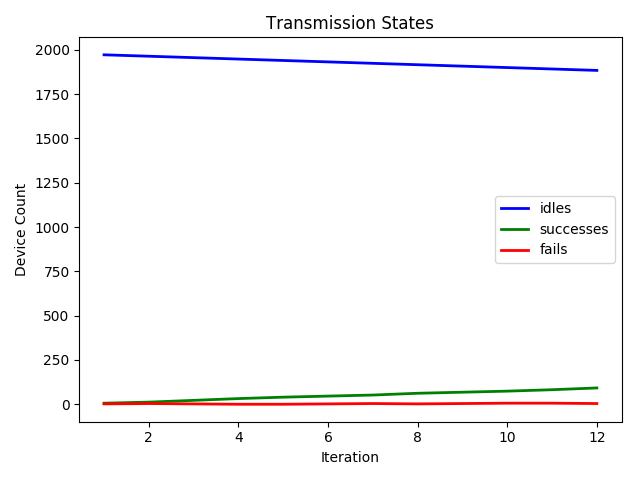 Transmission States
Device Count
2000
1750
1500
1250
1000
750
500
250
0
idles
successes
fails
2 4 6 8 10 12
Iteration